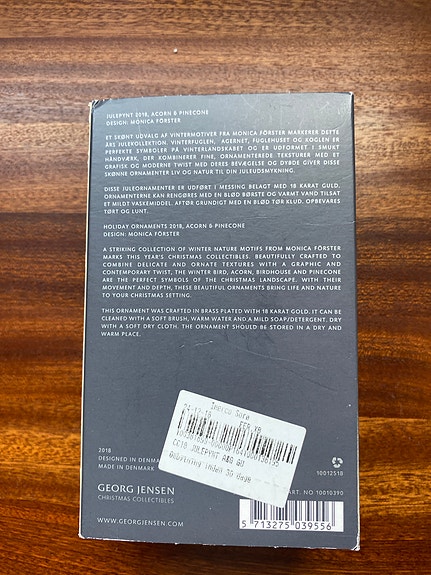 JULEPYNT 2018, ACORN & PINECONE
DESIGN: MONICA FÖRSTER
ET SKØNT UDVALG AF VINTERMOTIVER FRA MONICA FÖRSTER MARKERER DETTE
ÅRS JULEKOLLEKTION. VINTERFUGLEN, AGERNET, FUGLEHUSET OG KOGLEN ER
PERFEKTE SYMBOLER PÅ VINTERLANDSKABET OG ER UDFORMET I SMUKT
HÅNDVÆRK, DER KOMBINERER FINE, ORNAMENTEREDE TEKSTURER MED ET
GRAFISK OG MODERNE TWIST MED DERES BEVÆGELSE OG DYBDE GIVER DISSE
SKØNNE ORNAMENTER LIV OG NATUR TIL DIN JULEUDSMYKNING.
DISSE JULEORNAMENTER ER UDFØRT I MESSING BELAGT MED 18 KARAT GULD.
ORNAMENTERNE KAN RENGØRES MED EN BLØD BØRSTE OG VARMT VAND TILSAT
ET MILDT VASKEMIDDEL. AFTØR GRUNDIGT MED EN BLØD TØR KLUD. OPBEVARES
TØRT OG LUNT.
HOLIDAY ORNAMENTS 2018, ACORN & PINECONE
DESIGN: MONICA FÖRSTER
A STRIKING COLLECTION OF WINTER NATURE MOTIFS FROM MONICA FÖRSTER
MARKS THIS YEAR'S CHRISTMAS COLLECTIBLES. BEAUTIFULLY CRAFTED TO
COMBINE DELICATE AND ORNATE TEXTURES WITH A GRAPHIC AND
CONTEMPORARY TWIST, THE WINTER BIRD, ACORN, BIRDHOUSE AND PINECONE
ARE THE PERFECT SYMBOLS OF THE CHRISTMAS LANDSCAPE. WITH THEIR
MOVEMENT AND DEPTH, THESE BEAUTIFUL ORNAMENTS BRING LIFE AND NATURE
TO YOUR CHRISTMAS SETTING.
THIS ORNAMENT WAS CRAFTED IN BRASS PLATED WITH 18 KARAT GOLD. IT CAN BE
CLEANED WITH A SOFT BRUSH, WARM WATER AND A MILD SOAP/DETERGENT. DRY
WITH A SOFT DRY CLOTH. THE ORNAMENT SHOULD BE STORED IN A DRY AND
WARM PLACE.
CC18 JULEPYNT A&G GU
Ombytning inden 30 dage
2018
DESIGNED IN DENMA
MADE IN DENMARK
10012518
GEORG JENSEN
CHRISTMAS COLLECTIBLES
ART. NO 10010390
WWW.GEORGJENSEN.COM
5 713275 039556